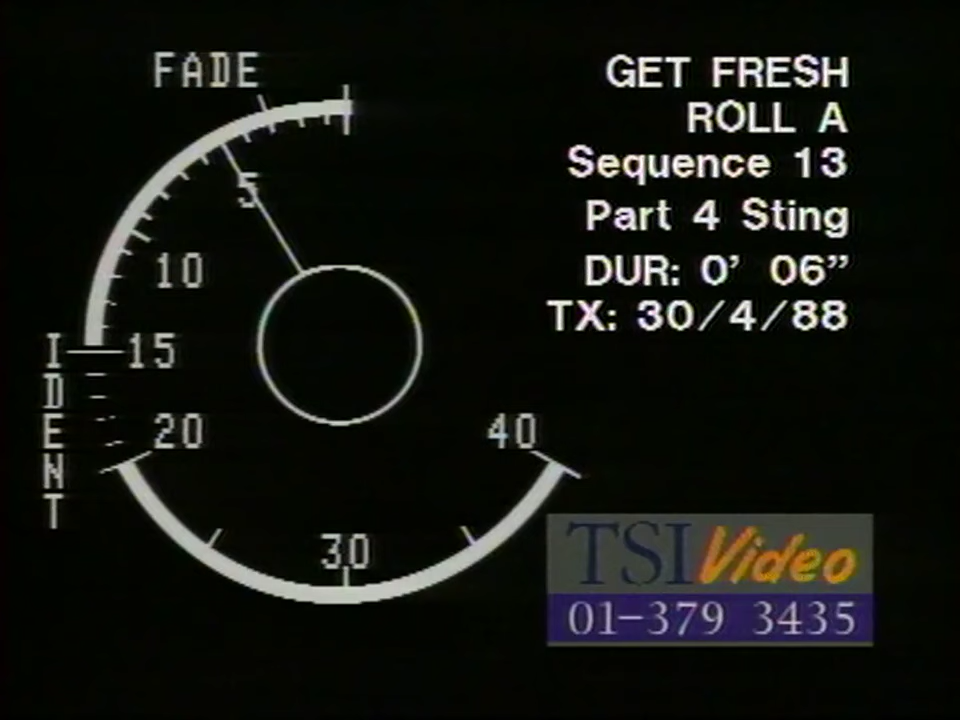 FADE
5
10
15
20
30
40
IDENT
GET FRESH
ROLL A
Sequence 13
Part 4 Sting
DUR: 0' 06”
TX: 30/4/88
TSI Video
01-379 3435